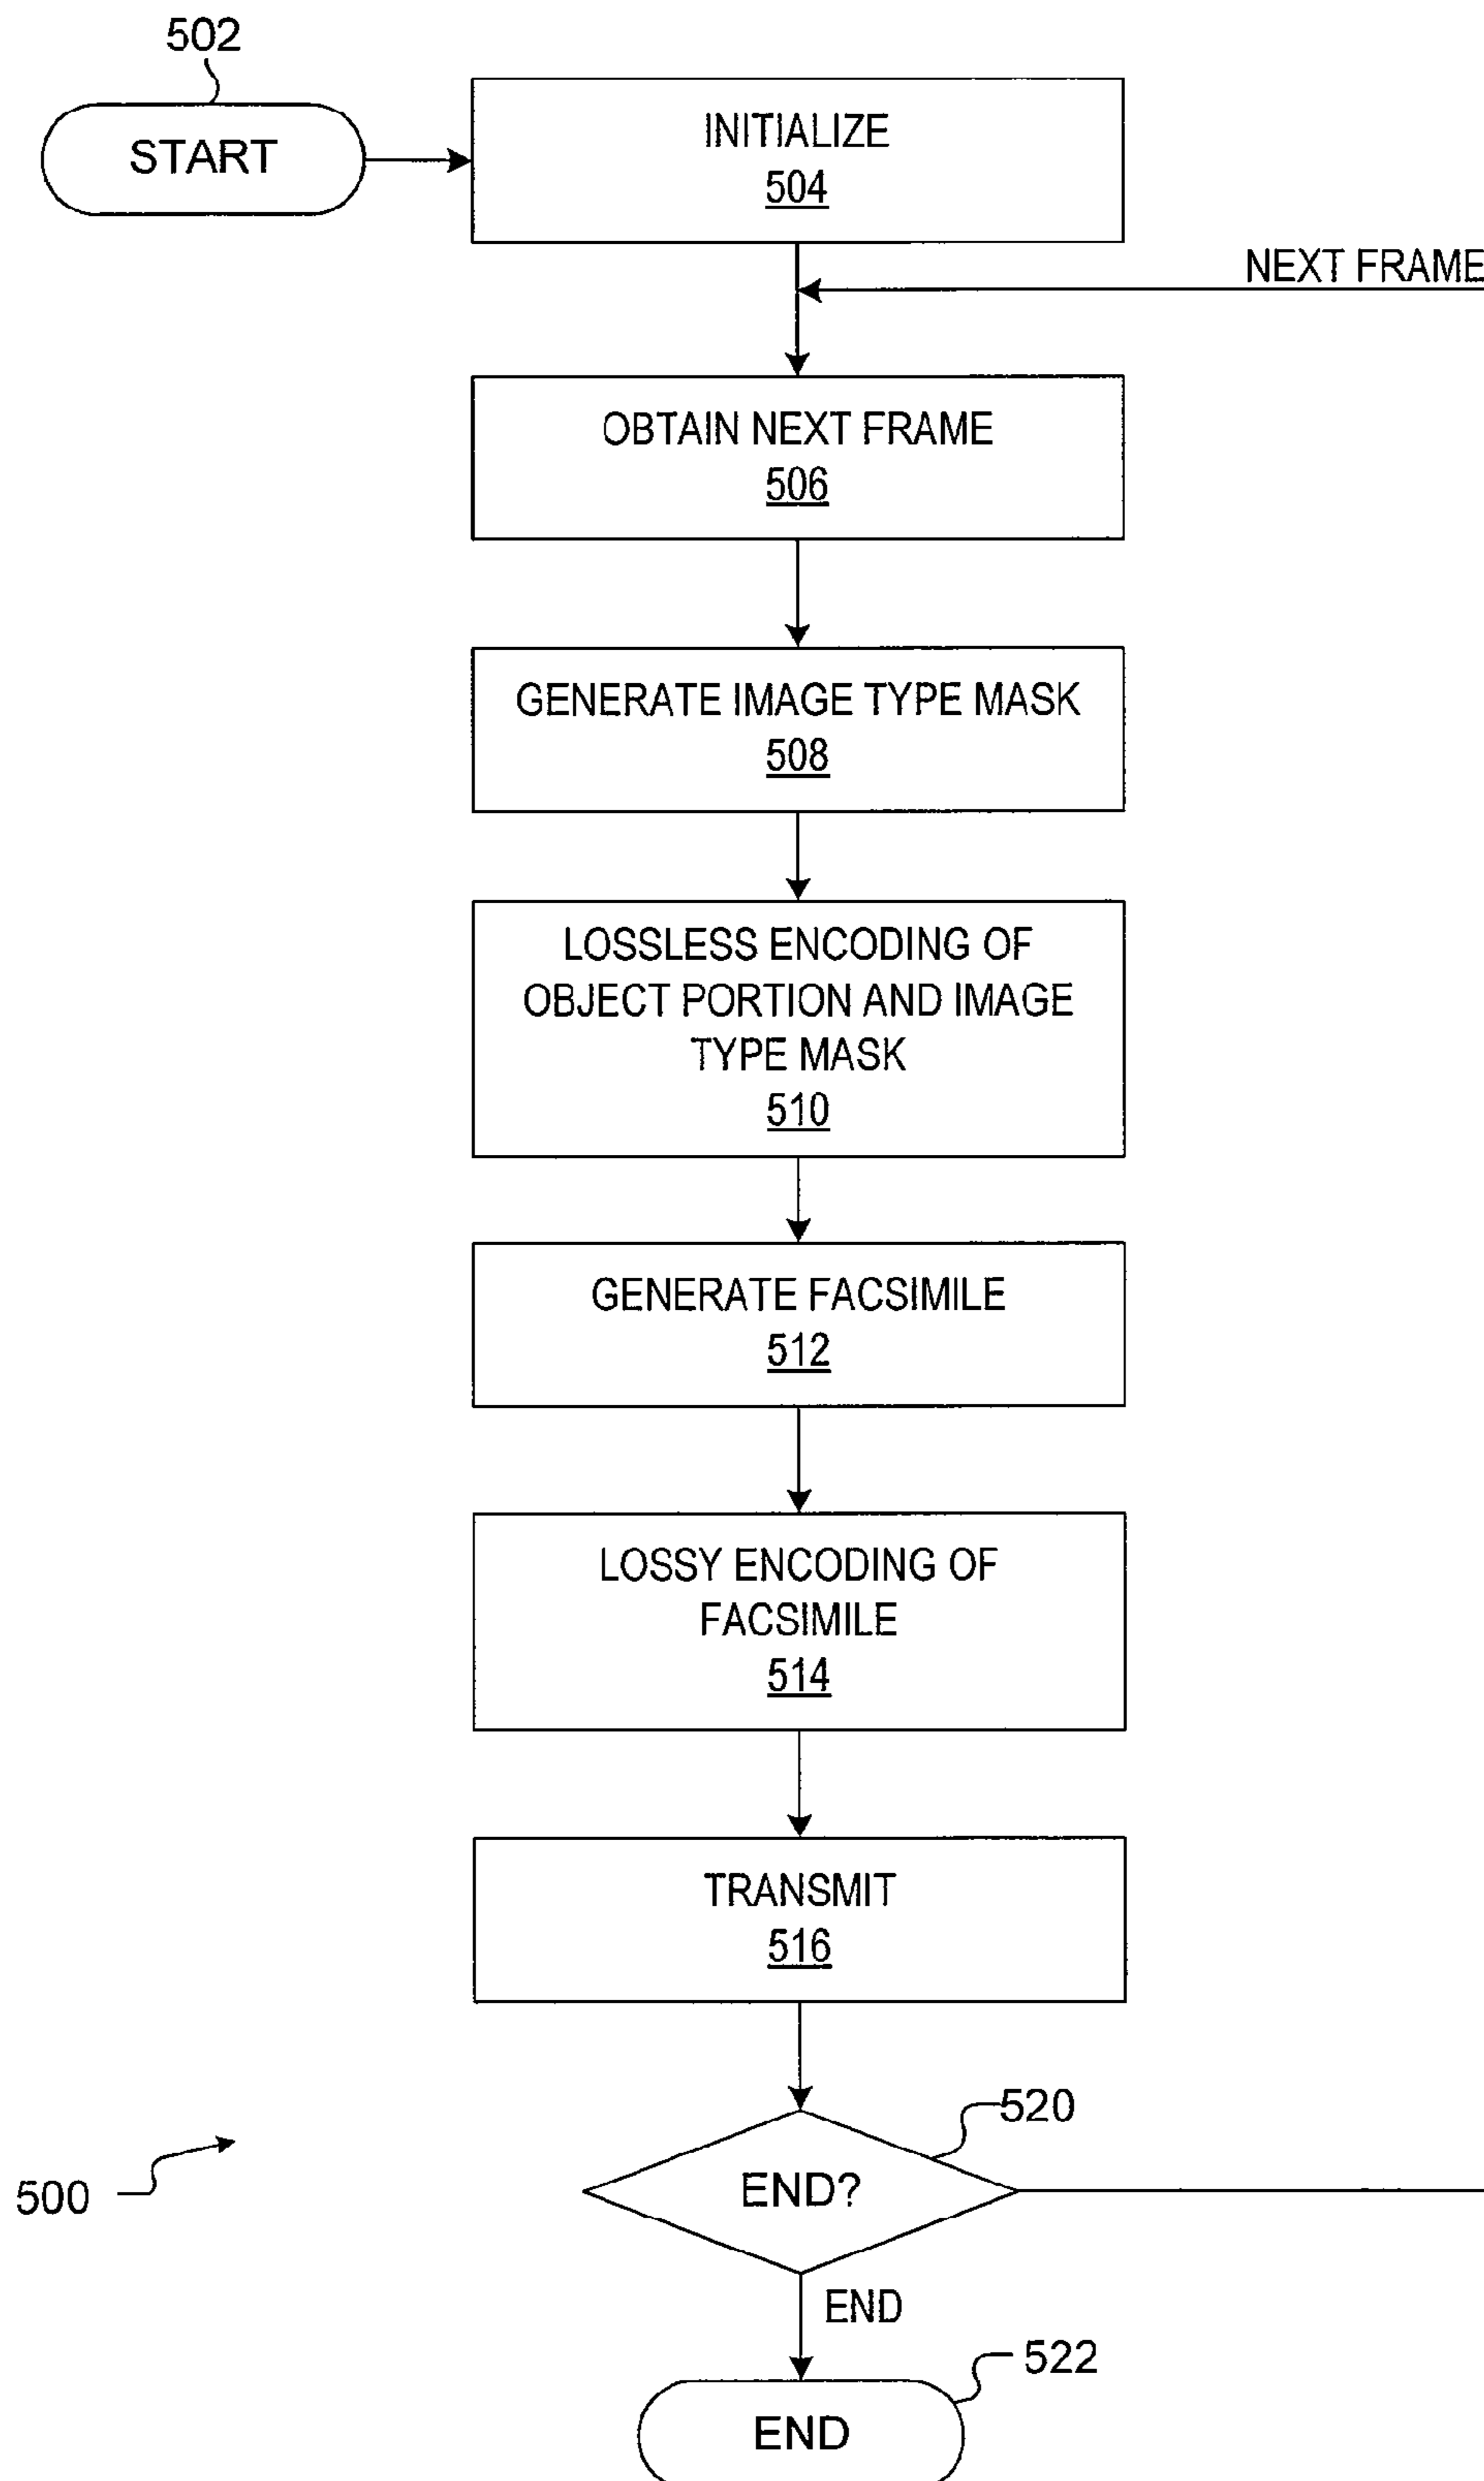 502
START
INITIALIZE
504
NEXT FRAME
OBTAIN NEXT FRAME
506
GENERATE IMAGE TYPE MASK
508
LOSSLESS ENCODING OF
OBJECT PORTION AND IMAGE
TYPE MASK
510
GENERATE FACSIMILE
512
LOSSY ENCODING OF
FACSIMILE
514
TRANSMIT
516
520
END?
500
END
522
END